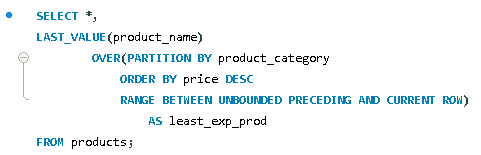 SELECT *,
LAST_VALUE(product_name)
OVER(PARTITION BY product_category
ORDER BY price DESC
RANGE BETWEEN UNBOUNDED PRECEDING AND CURRENT ROW)
AS least_exp_prod
FROM products;